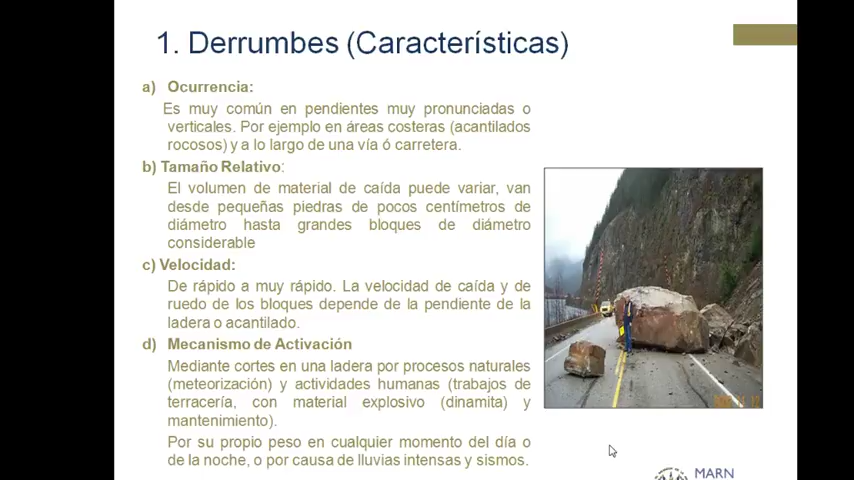 1. Derrumbes (Características)
a) Ocurrencia:
Es muy común en pendientes muy pronunciadas o
verticales. Por ejemplo en áreas costeras (acantilados
rocosos) y a lo largo de una vía ó carretera.
b) Tamaño Relativo:
El volumen de material de caída puede variar, van
desde pequeñas piedras de pocos centímetros de
diámetro hasta grandes bloques de diámetro
considerable
c) Velocidad:
De rápido a muy rápido. La velocidad de caída y de
ruedo de los bloques depende de la pendiente de la
ladera o acantilado.
d) Mecanismo de Activación
Mediante cortes en una ladera por procesos naturales
(meteorización) y actividades humanas (trabajos de
terracería, con material explosivo (dinamita) y
mantenimiento).
Por su propio peso en cualquier momento del día o
de la noche, o por causa de lluvias intensas y sismos.
MARN